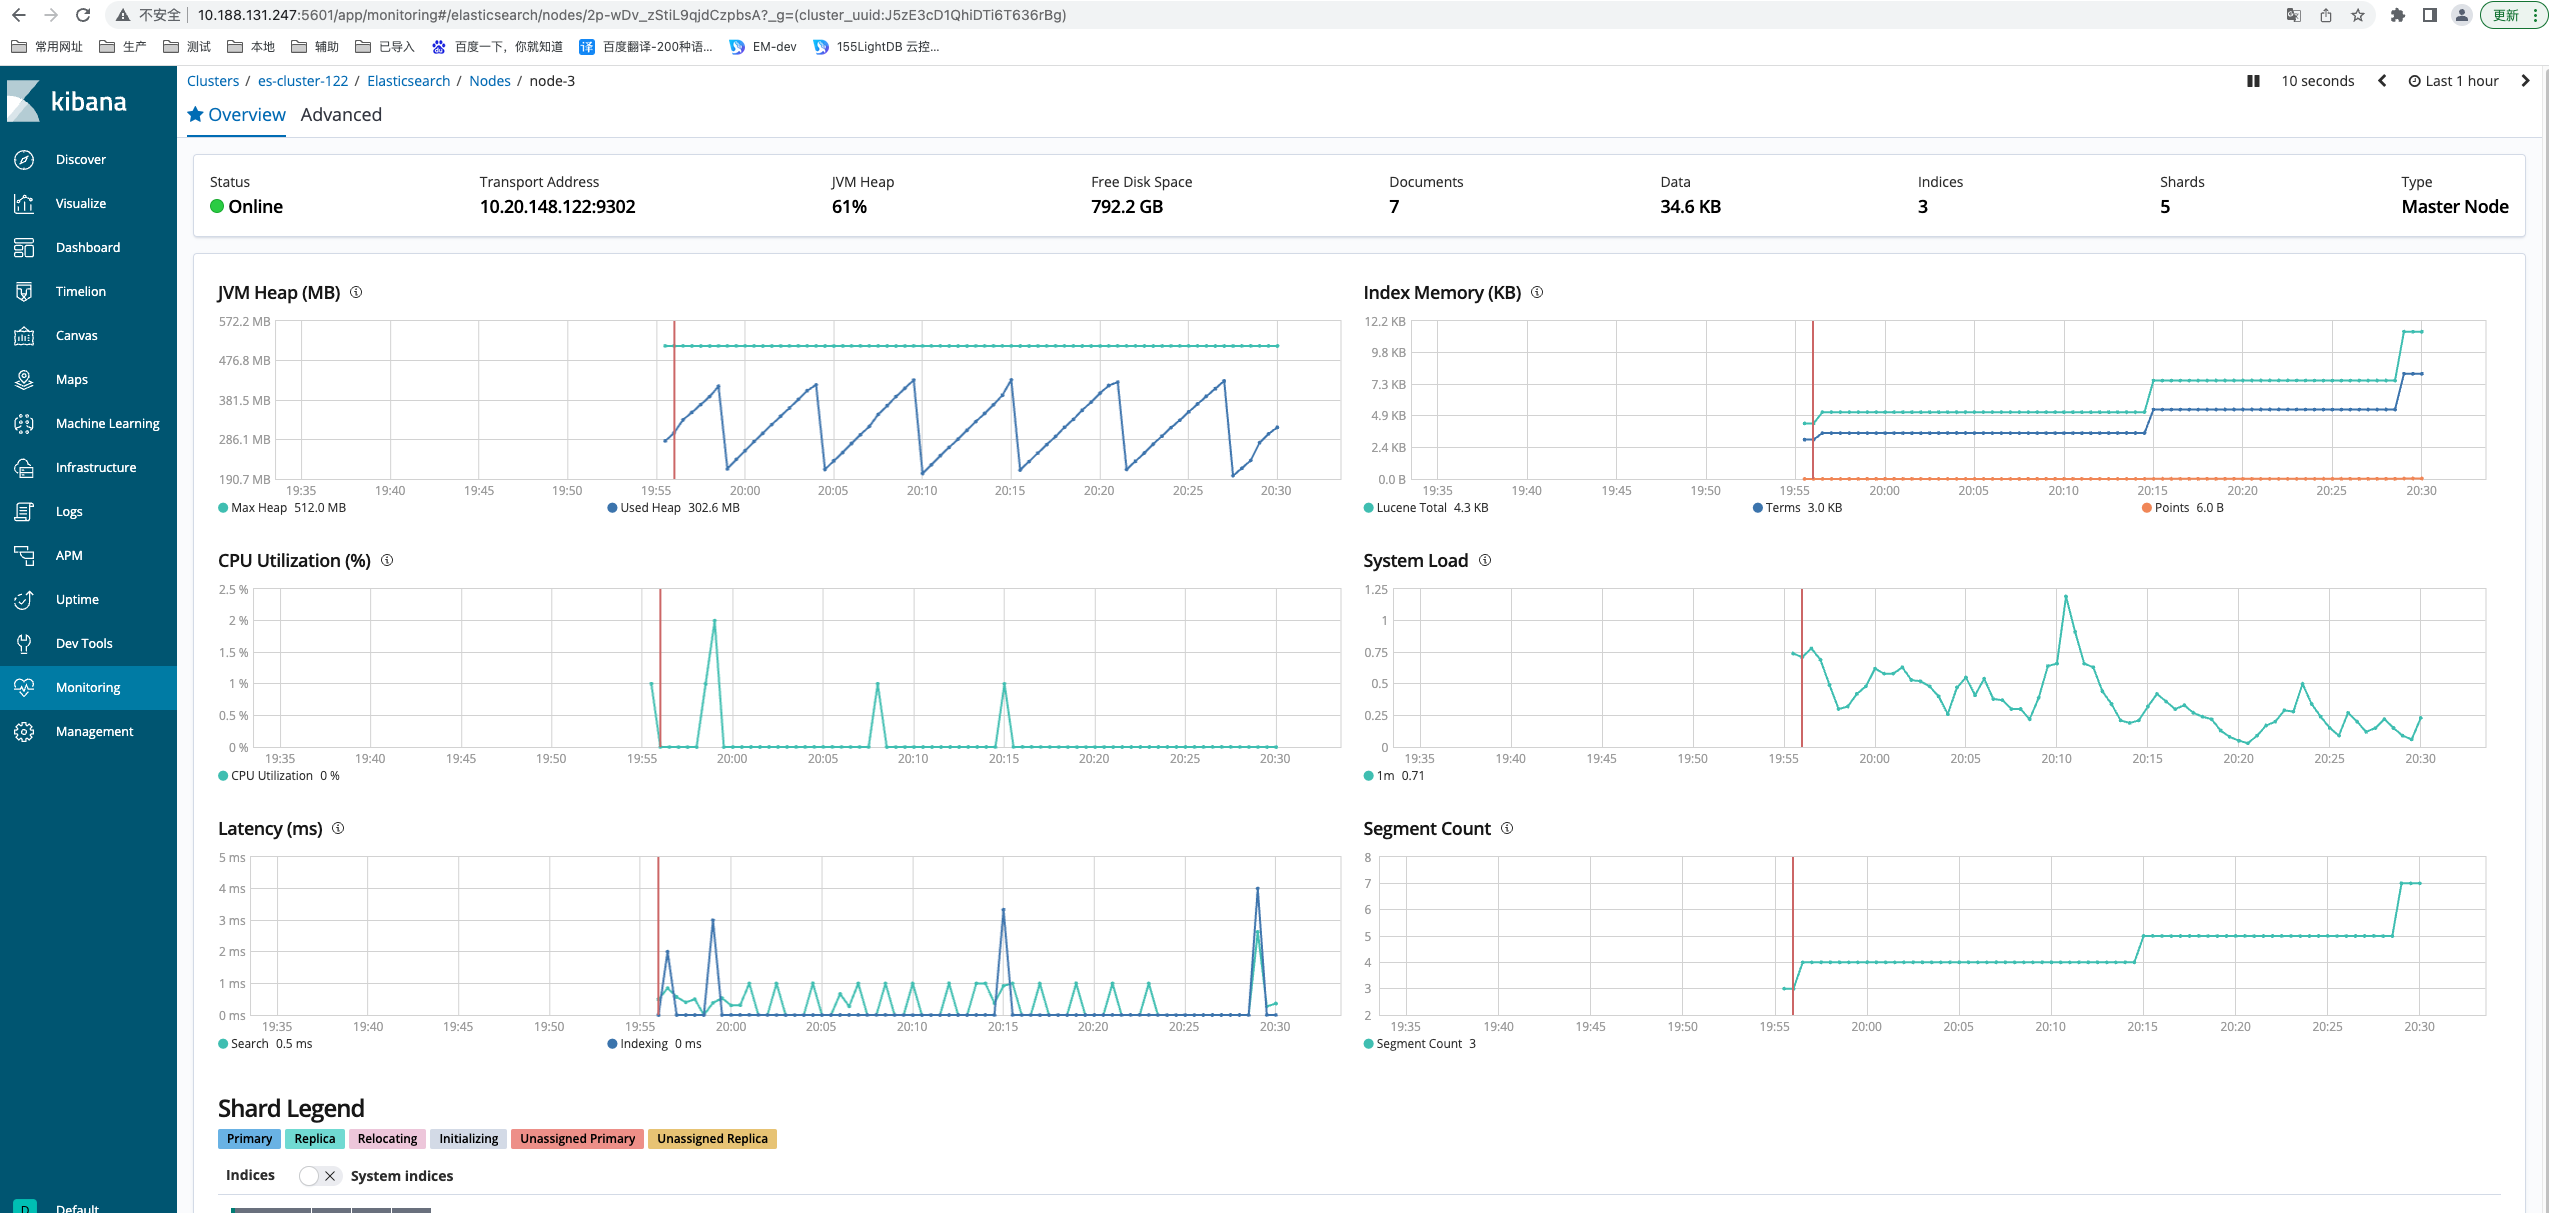 不安全 10.188.131.247:5601/app/monitoring#/elasticsearch/nodes/2p-wDv_zStiL9qjdCzpbsA?_g=(cluster_uuid:J5zE3cD1QhiDTi6T636rBg) 更新
常用网址 生产 测试 本地 辅助 已导入 百度一下，你就知道 译 百度翻译-200种语... EM-dev 155LightDB 云控...
kibana
Discover
Visualize
Dashboard
Timelion
Canvas
Maps
Machine Learning
Infrastructure
Logs
APM
Uptime
Dev Tools
Monitoring
Management
D Default
Clusters / es-cluster-122 / Elasticsearch / Nodes / node-3 10 seconds Last 1 hour
Overview Advanced
Status Transport Address JVM Heap Free Disk Space Documents Data Indices Shards Type
Online 10.20.148.122:9302 61% 792.2 GB 7 34.6 KB 3 5 Master Node
JVM Heap (MB)
572.2 MB
476.8 MB
381.5 MB
286.1 MB
190.7 MB
19:35 19:40 19:45 19:50 19:55 20:00 20:05 20:10 20:15 20:20 20:25 20:30
Max Heap 512.0 MB Used Heap 302.6 MB
Index Memory (KB)
12.2 KB
9.8 KB
7.3 KB
4.9 KB
2.4 KB
0.0 B
19:35 19:40 19:45 19:50 19:55 20:00 20:05 20:10 20:15 20:20 20:25 20:30
Lucene Total 4.3 KB Terms 3.0 KB Points 6.0 B
CPU Utilization (%)
2.5 %
2 %
1.5 %
1 %
0.5 %
0 %
19:35 19:40 19:45 19:50 19:55 20:00 20:05 20:10 20:15 20:20 20:25 20:30
CPU Utilization 0 %
System Load
1.25
1
0.75
0.5
0.25
0
19:35 19:40 19:45 19:50 19:55 20:00 20:05 20:10 20:15 20:20 20:25 20:30
1m 0.71
Latency (ms)
5 ms
4 ms
3 ms
2 ms
1 ms
0 ms
19:35 19:40 19:45 19:50 19:55 20:00 20:05 20:10 20:15 20:20 20:25 20:30
Search 0.5 ms Indexing 0 ms
Segment Count
8
7
6
5
4
3
2
19:35 19:40 19:45 19:50 19:55 20:00 20:05 20:10 20:15 20:20 20:25 20:30
Segment Count 3
Shard Legend
Primary Replica Relocating Initializing Unassigned Primary Unassigned Replica
Indices System indices